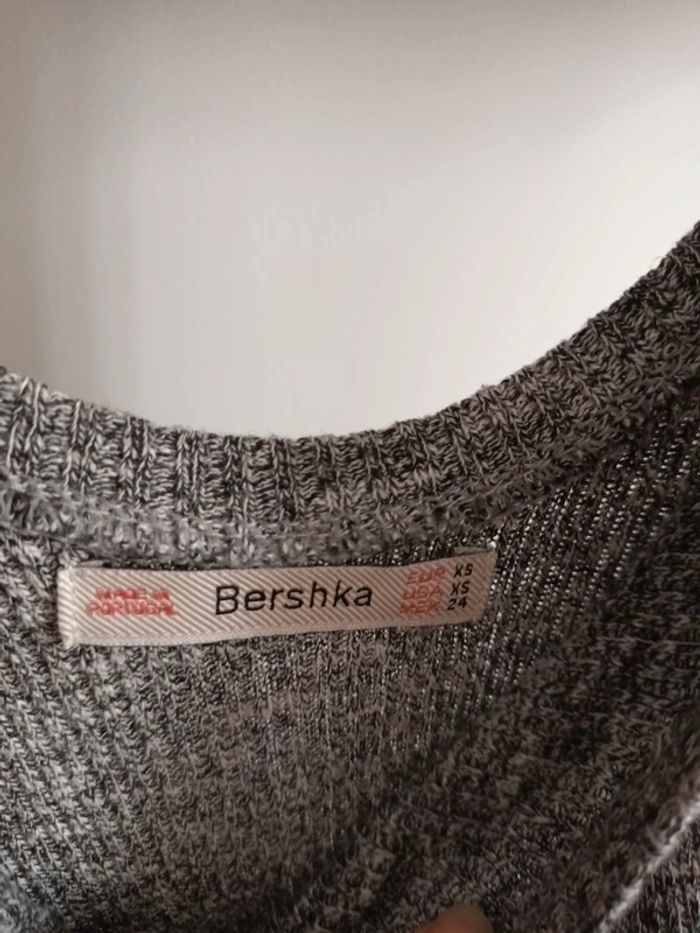 MADE IN
PORTUGAL
Bershka
EUR XS
USA XS
MEX 24